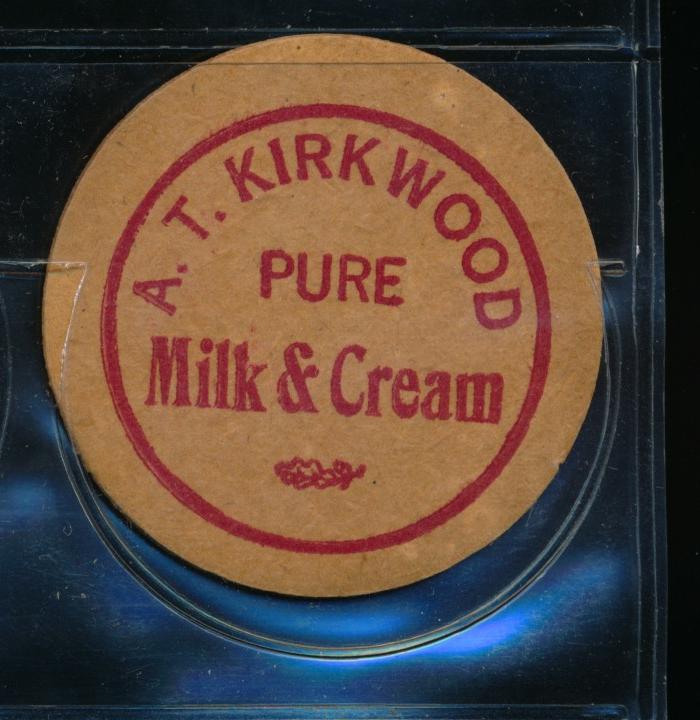 A. T. KIRKWOOD
PURE
Milk & Cream